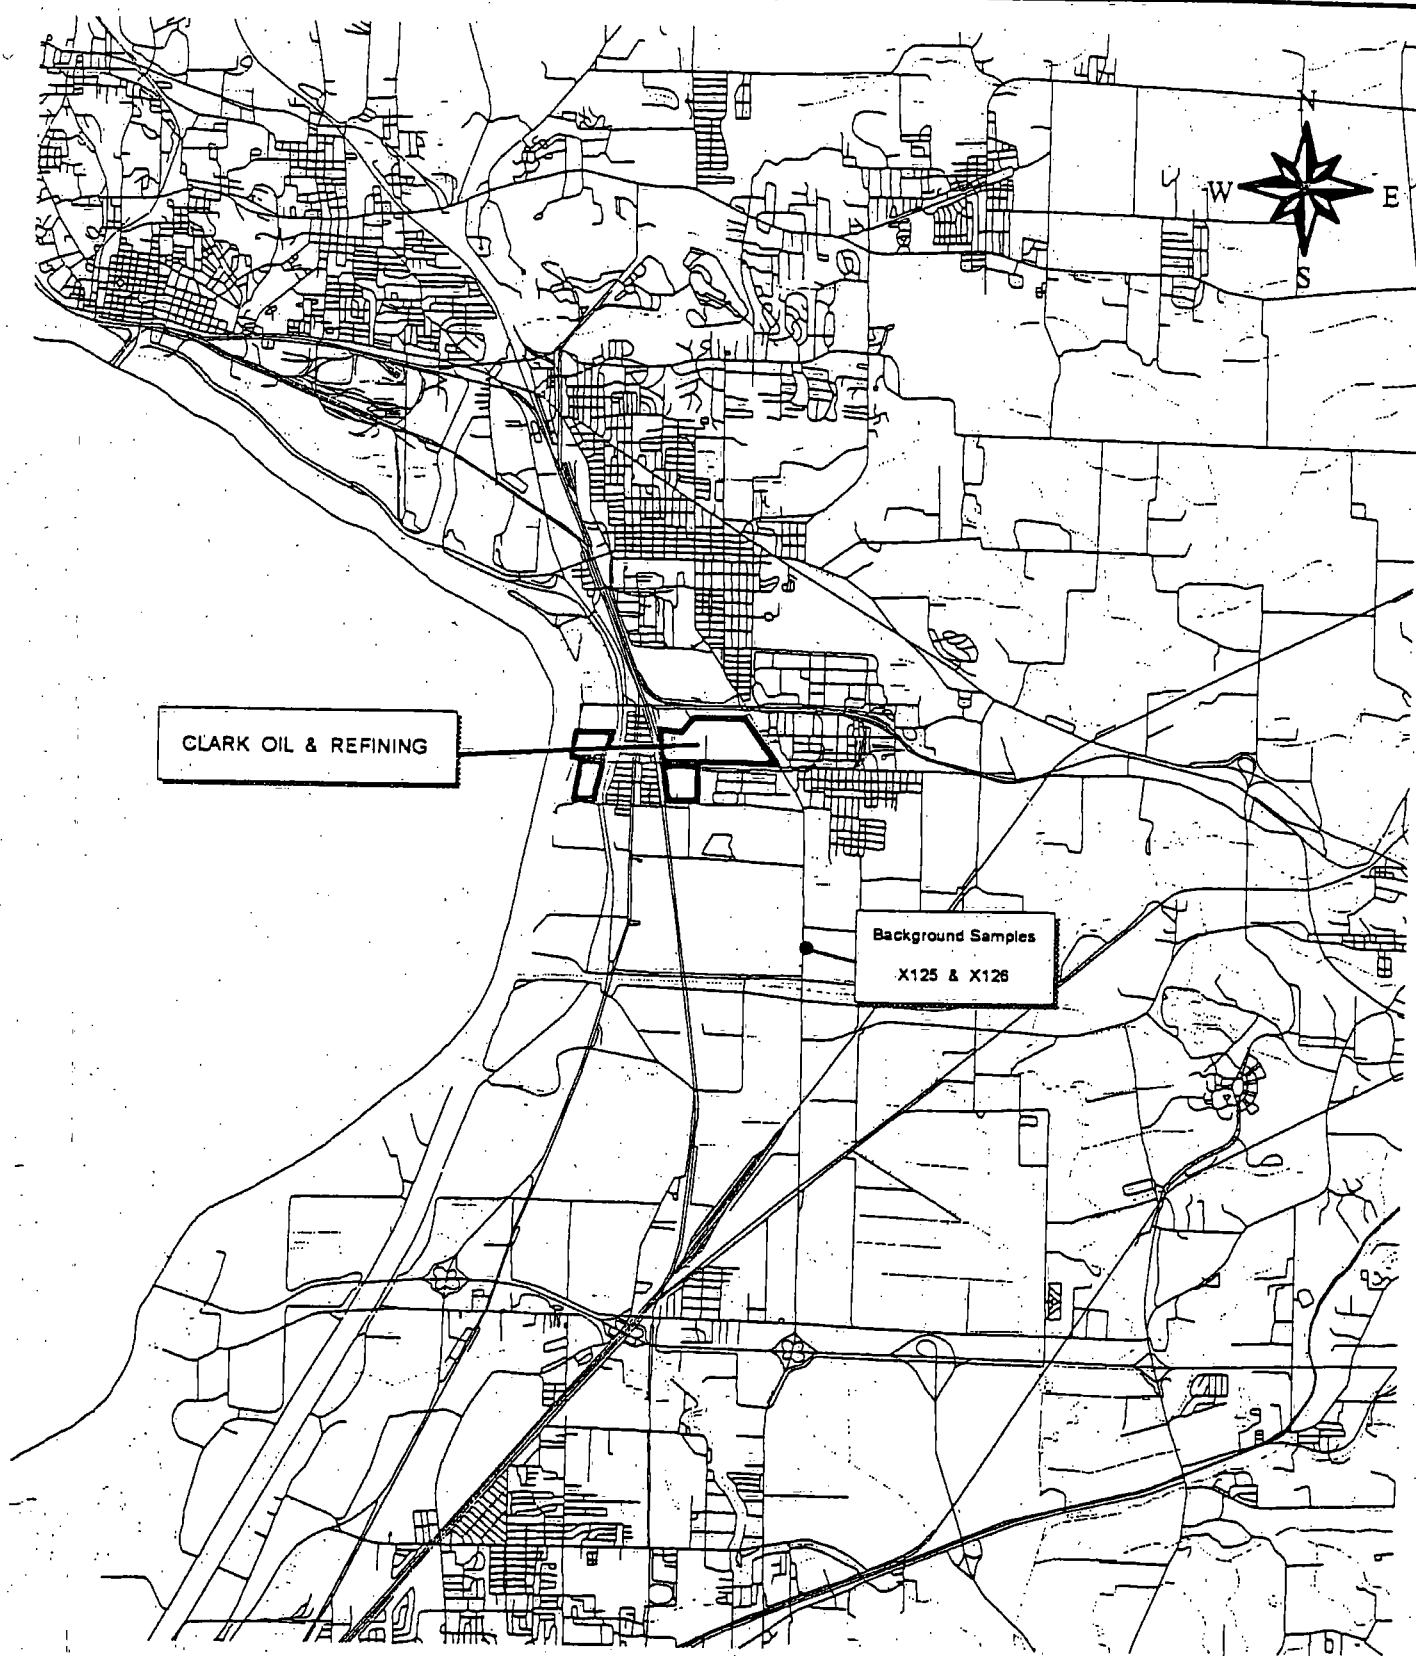 N
W E
S
CLARK OIL & REFINING
Background Samples
X125 & X126